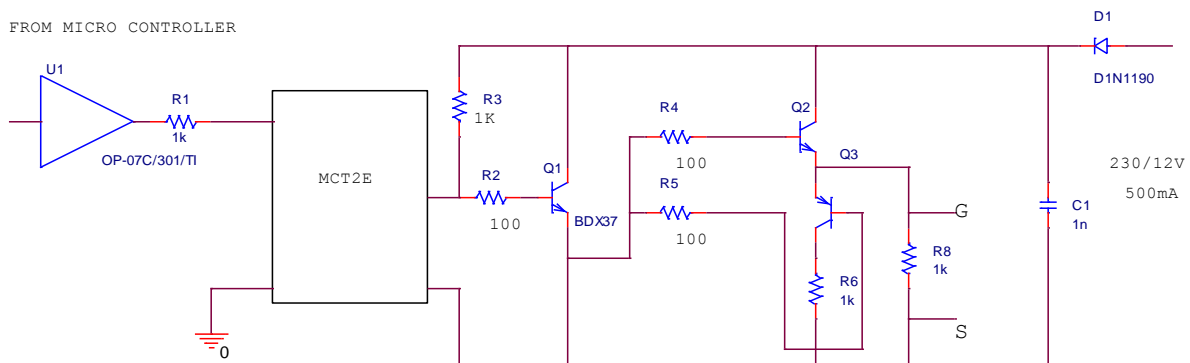 FROM MICRO CONTROLLER
U1
OP-07C/301/TI
R1
1k
MCT2E
0
R3
1K
R2
100
Q1
BDX37
R4
100
R5
100
Q2
Q3
R6
1k
R8
1k
G
S
C1
1n
D1
D1N1190
230/12V
500mA